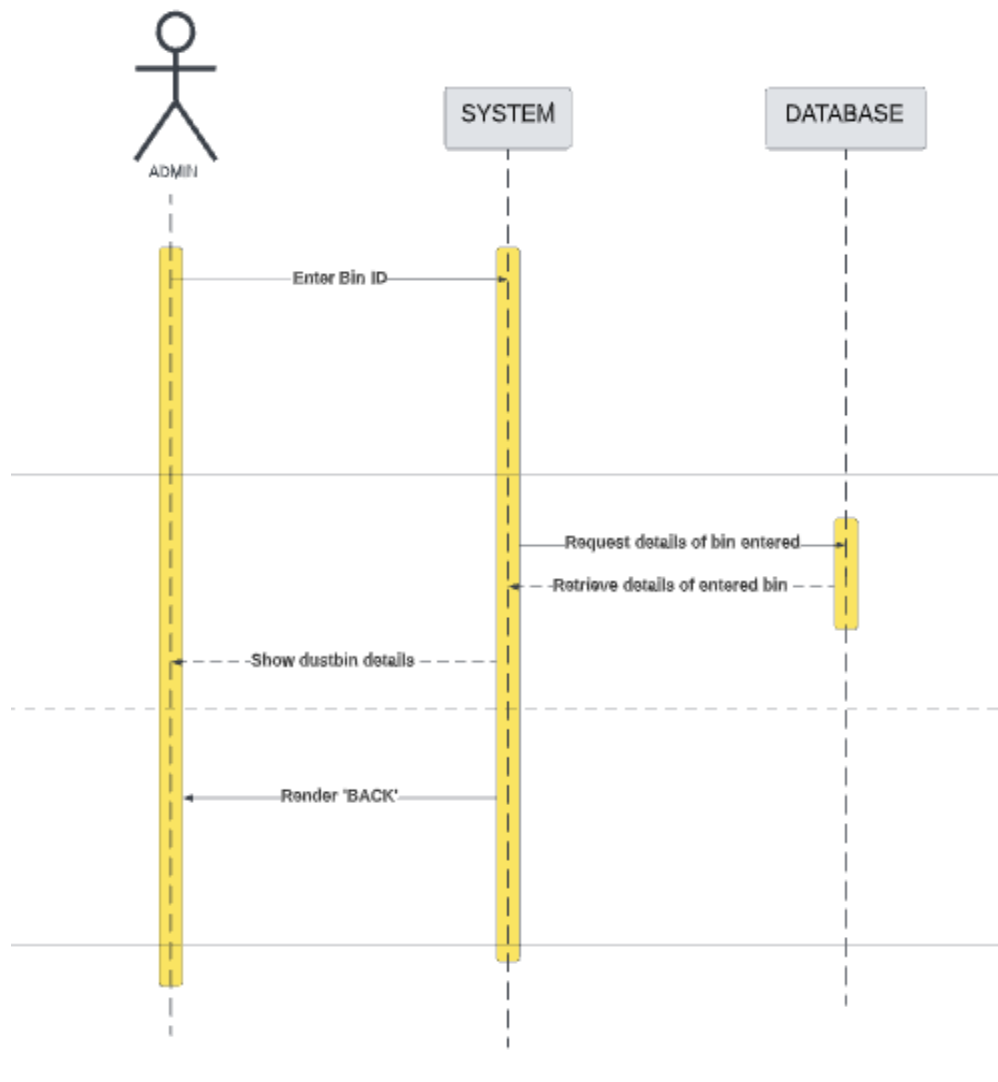 ADMIN
SYSTEM
DATABASE
Enter Bin ID
Request details of bin entered
Retrieve details of entered bin
Show dustbin details
Render 'BACK'